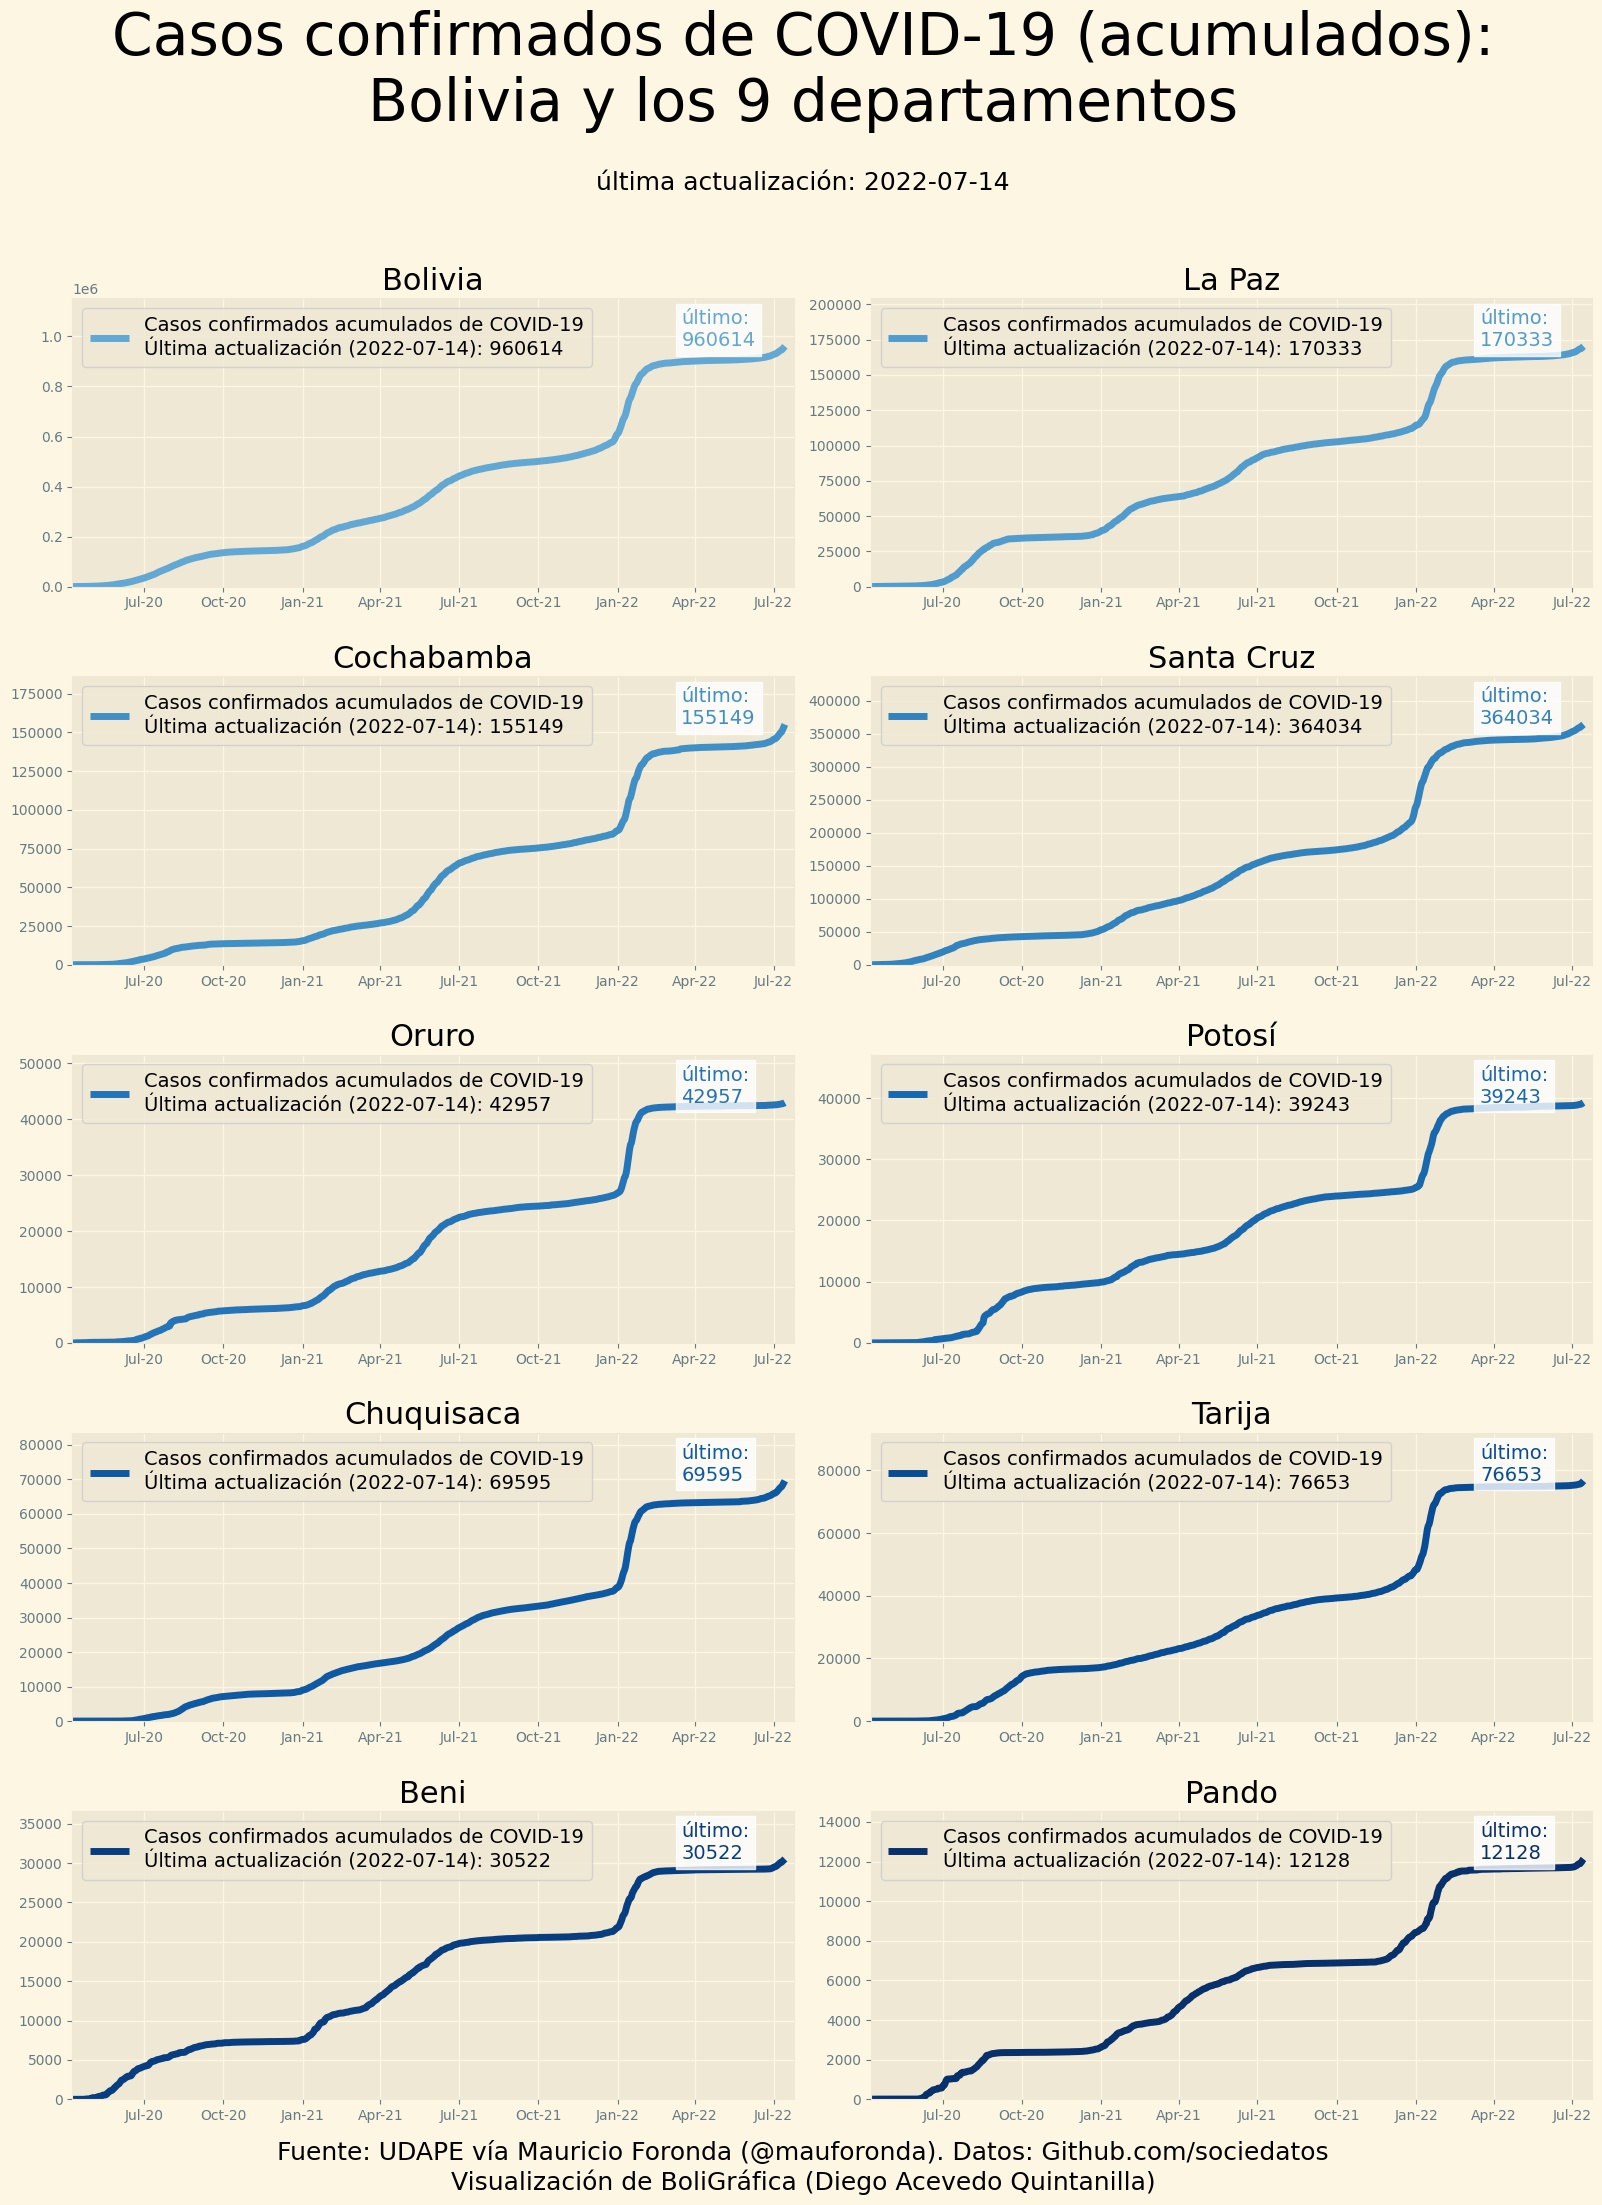 Casos confirmados de COVID-19 (acumulados):
Bolivia y los 9 departamentos
última actualización: 2022-07-14
Bolivia
1e6
Casos confirmados acumulados de COVID-19
Última actualización (2022-07-14): 960614
último:
960614
1.0
0.8
0.6
0.4
0.2
0.0
Jul-20 Oct-20 Jan-21 Apr-21 Jul-21 Oct-21 Jan-22 Apr-22 Jul-22
La Paz
Casos confirmados acumulados de COVID-19
Última actualización (2022-07-14): 170333
último:
170333
200000
175000
150000
125000
100000
75000
50000
25000
0
Jul-20 Oct-20 Jan-21 Apr-21 Jul-21 Oct-21 Jan-22 Apr-22 Jul-22
Cochabamba
Casos confirmados acumulados de COVID-19
Última actualización (2022-07-14): 155149
último:
155149
175000
150000
125000
100000
75000
50000
25000
0
Jul-20 Oct-20 Jan-21 Apr-21 Jul-21 Oct-21 Jan-22 Apr-22 Jul-22
Santa Cruz
Casos confirmados acumulados de COVID-19
Última actualización (2022-07-14): 364034
último:
364034
400000
350000
300000
250000
200000
150000
100000
50000
0
Jul-20 Oct-20 Jan-21 Apr-21 Jul-21 Oct-21 Jan-22 Apr-22 Jul-22
Oruro
Casos confirmados acumulados de COVID-19
Última actualización (2022-07-14): 42957
último:
42957
50000
40000
30000
20000
10000
0
Jul-20 Oct-20 Jan-21 Apr-21 Jul-21 Oct-21 Jan-22 Apr-22 Jul-22
Potosí
Casos confirmados acumulados de COVID-19
Última actualización (2022-07-14): 39243
último:
39243
40000
30000
20000
10000
0
Jul-20 Oct-20 Jan-21 Apr-21 Jul-21 Oct-21 Jan-22 Apr-22 Jul-22
Chuquisaca
Casos confirmados acumulados de COVID-19
Última actualización (2022-07-14): 69595
último:
69595
80000
70000
60000
50000
40000
30000
20000
10000
0
Jul-20 Oct-20 Jan-21 Apr-21 Jul-21 Oct-21 Jan-22 Apr-22 Jul-22
Tarija
Casos confirmados acumulados de COVID-19
Última actualización (2022-07-14): 76653
último:
76653
80000
60000
40000
20000
0
Jul-20 Oct-20 Jan-21 Apr-21 Jul-21 Oct-21 Jan-22 Apr-22 Jul-22
Beni
Casos confirmados acumulados de COVID-19
Última actualización (2022-07-14): 30522
último:
30522
35000
30000
25000
20000
15000
10000
5000
0
Jul-20 Oct-20 Jan-21 Apr-21 Jul-21 Oct-21 Jan-22 Apr-22 Jul-22
Pando
Casos confirmados acumulados de COVID-19
Última actualización (2022-07-14): 12128
último:
12128
14000
12000
10000
8000
6000
4000
2000
0
Jul-20 Oct-20 Jan-21 Apr-21 Jul-21 Oct-21 Jan-22 Apr-22 Jul-22
Fuente: UDAPE vía Mauricio Foronda (@mauforonda). Datos: Github.com/sociedatos
Visualización de BoliGráfica (Diego Acevedo Quintanilla)